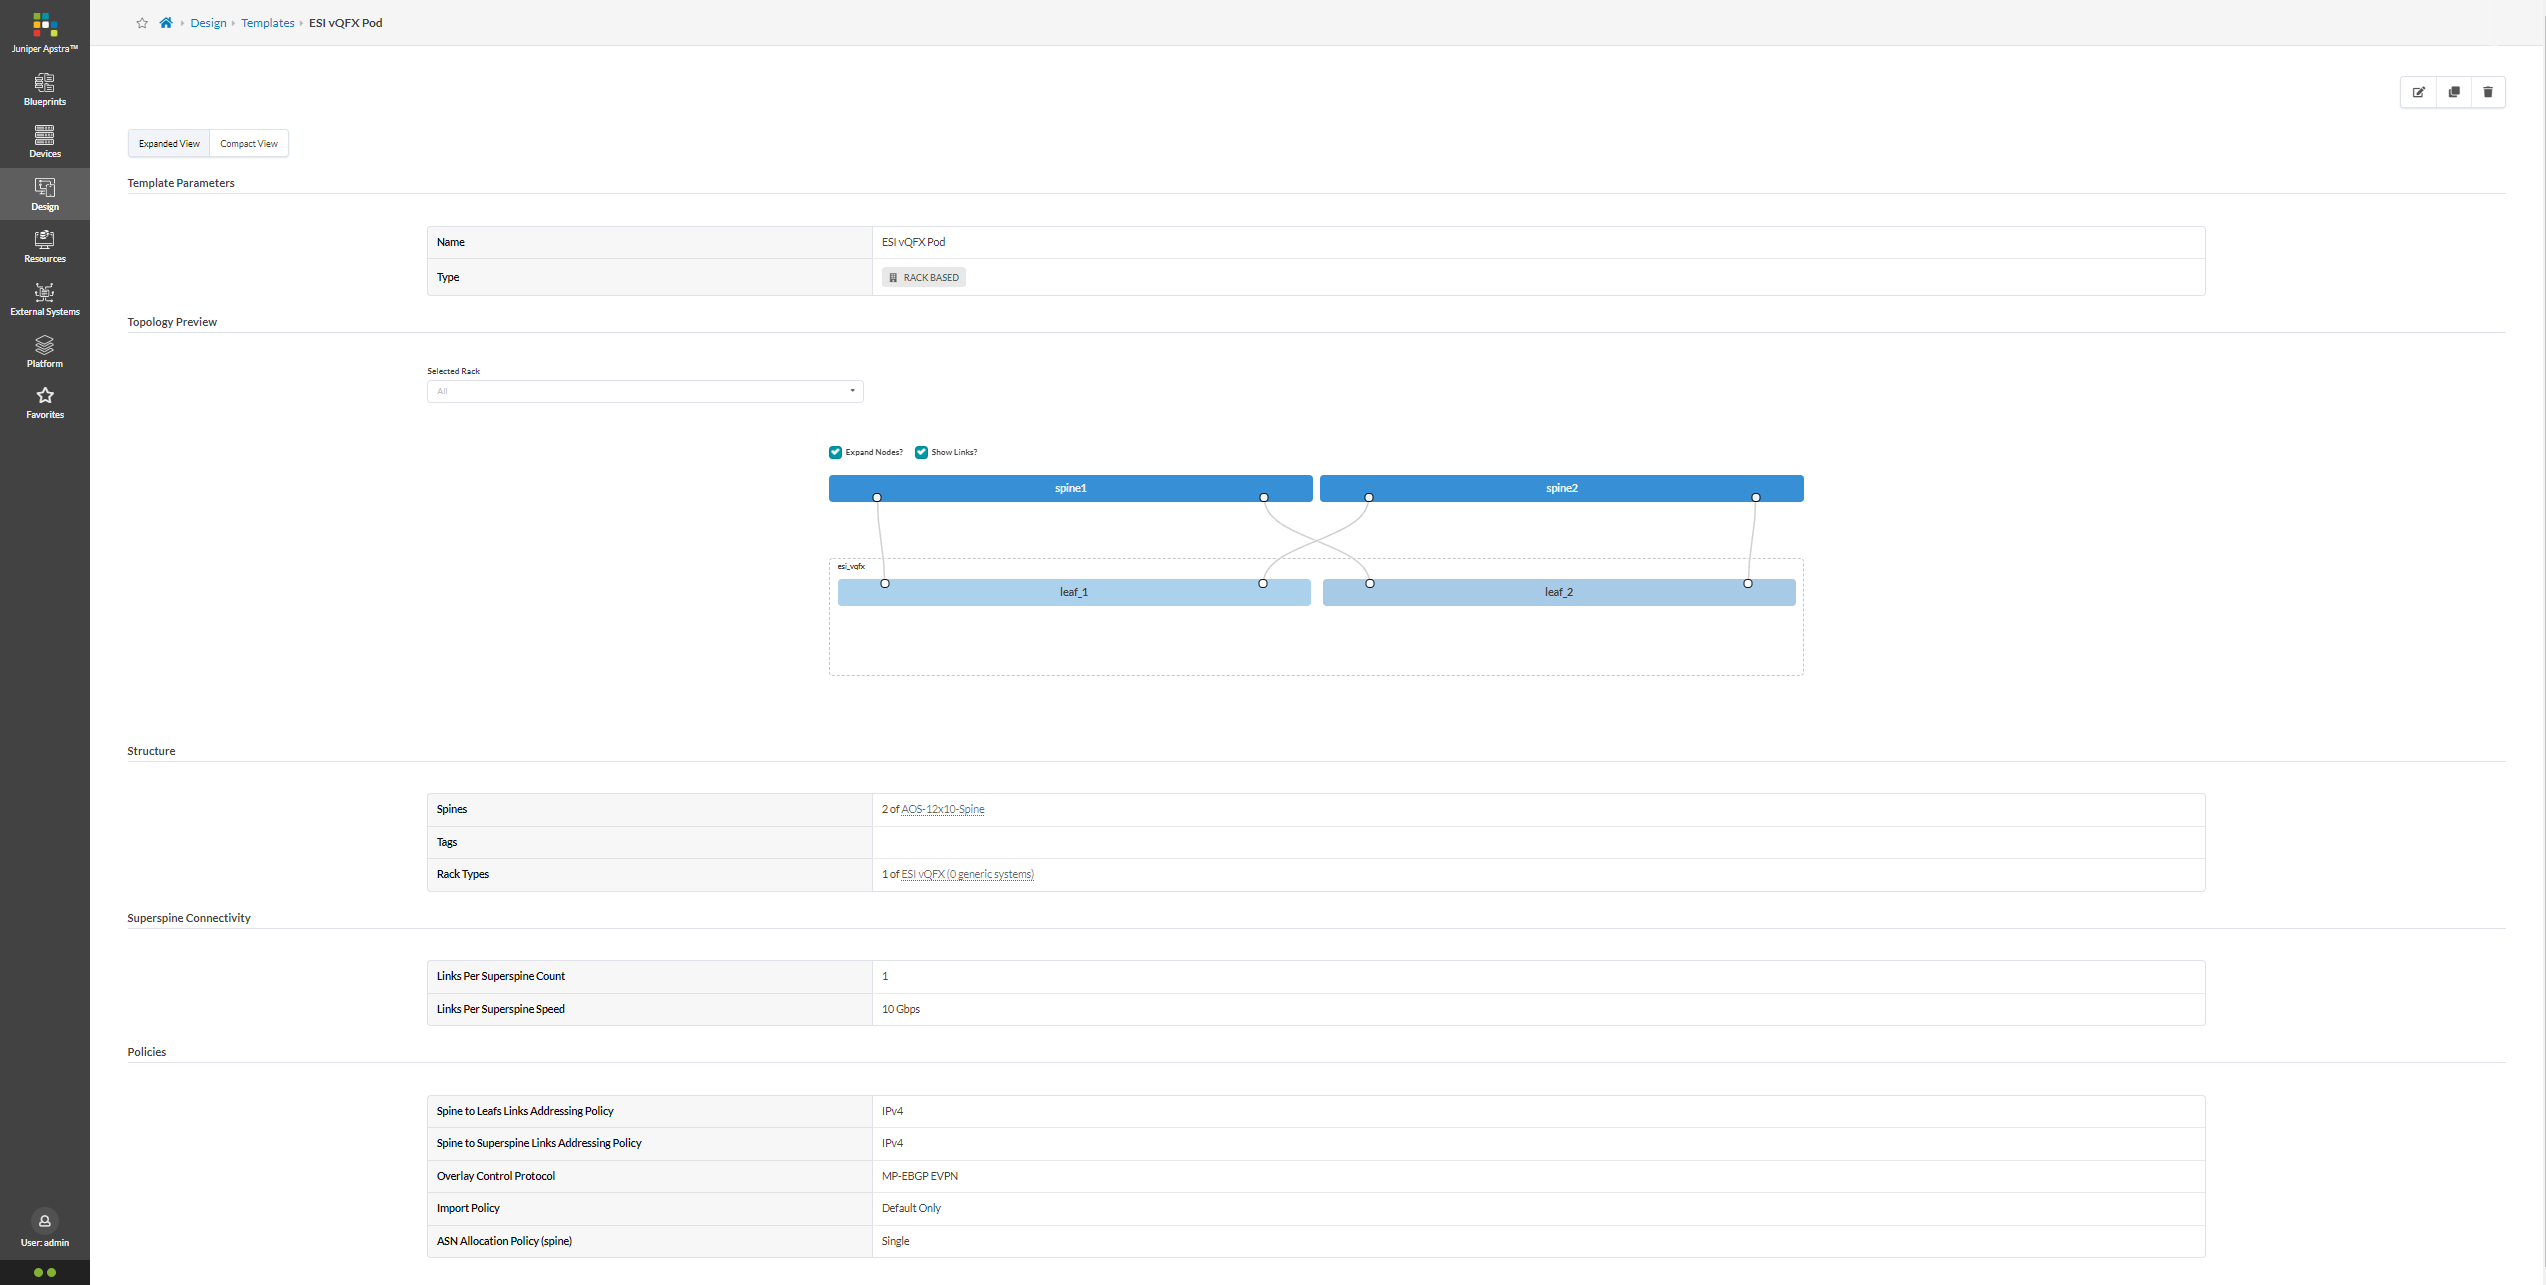 Juniper Apstra™
Blueprints
Devices
Design
Resources
External Systems
Platform
Favorites
User: admin
Design
Templates
ESI vQFX Pod
Expanded View
Compact View
Template Parameters
Name ESI vQFX Pod
Type RACK BASED
Topology Preview
Selected Rack
All
Expand Nodes? Show Links?
spine1 spine2
esi_vqfx
leaf_1 leaf_2
Structure
Spines 2 of AOS-12x10-Spine
Tags
Rack Types 1 of ESI vQFX (0 generic systems)
Superspine Connectivity
Links Per Superspine Count 1
Links Per Superspine Speed 10 Gbps
Policies
Spine to Leafs Links Addressing Policy IPv4
Spine to Superspine Links Addressing Policy IPv4
Overlay Control Protocol MP-EBGP EVPN
Import Policy Default Only
ASN Allocation Policy (spine) Single